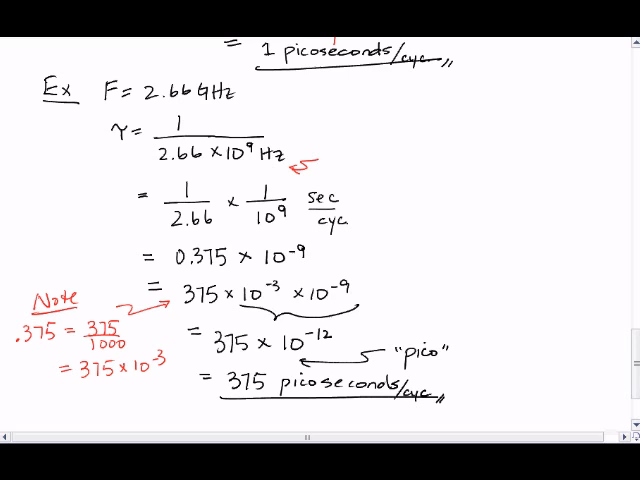 = 1 picoseconds/cyc
Ex F = 2.66 GHz
τ = 1 / 2.66 × 10^9 Hz
= 1 / 2.66 × 1 / 10^9 sec / cyc
= 0.375 × 10^-9
= 375 × 10^-3 × 10^-9
Note
.375 = 375 / 1000
= 375 × 10^-3
= 375 × 10^-12
"pico"
= 375 picoseconds/cyc